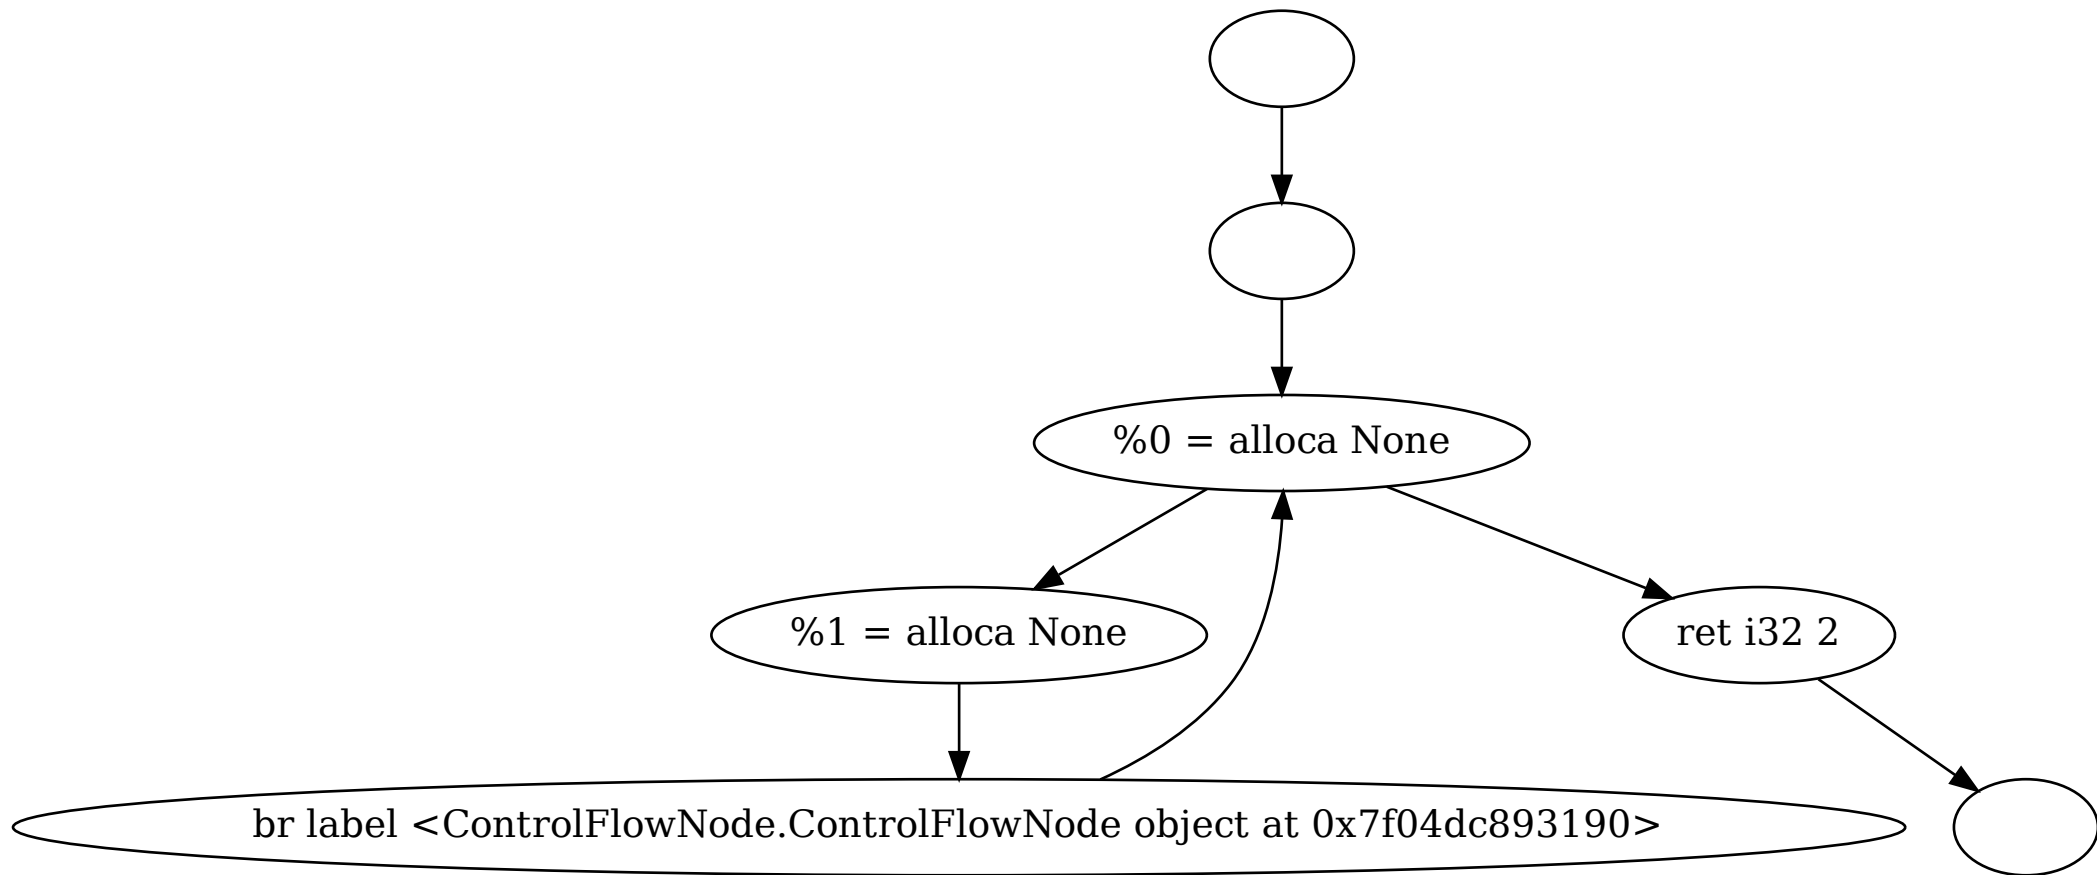 %0 = alloca None
%1 = alloca None
ret i32 2
br label <ControlFlowNode.ControlFlowNode object at 0x7f04dc893190>